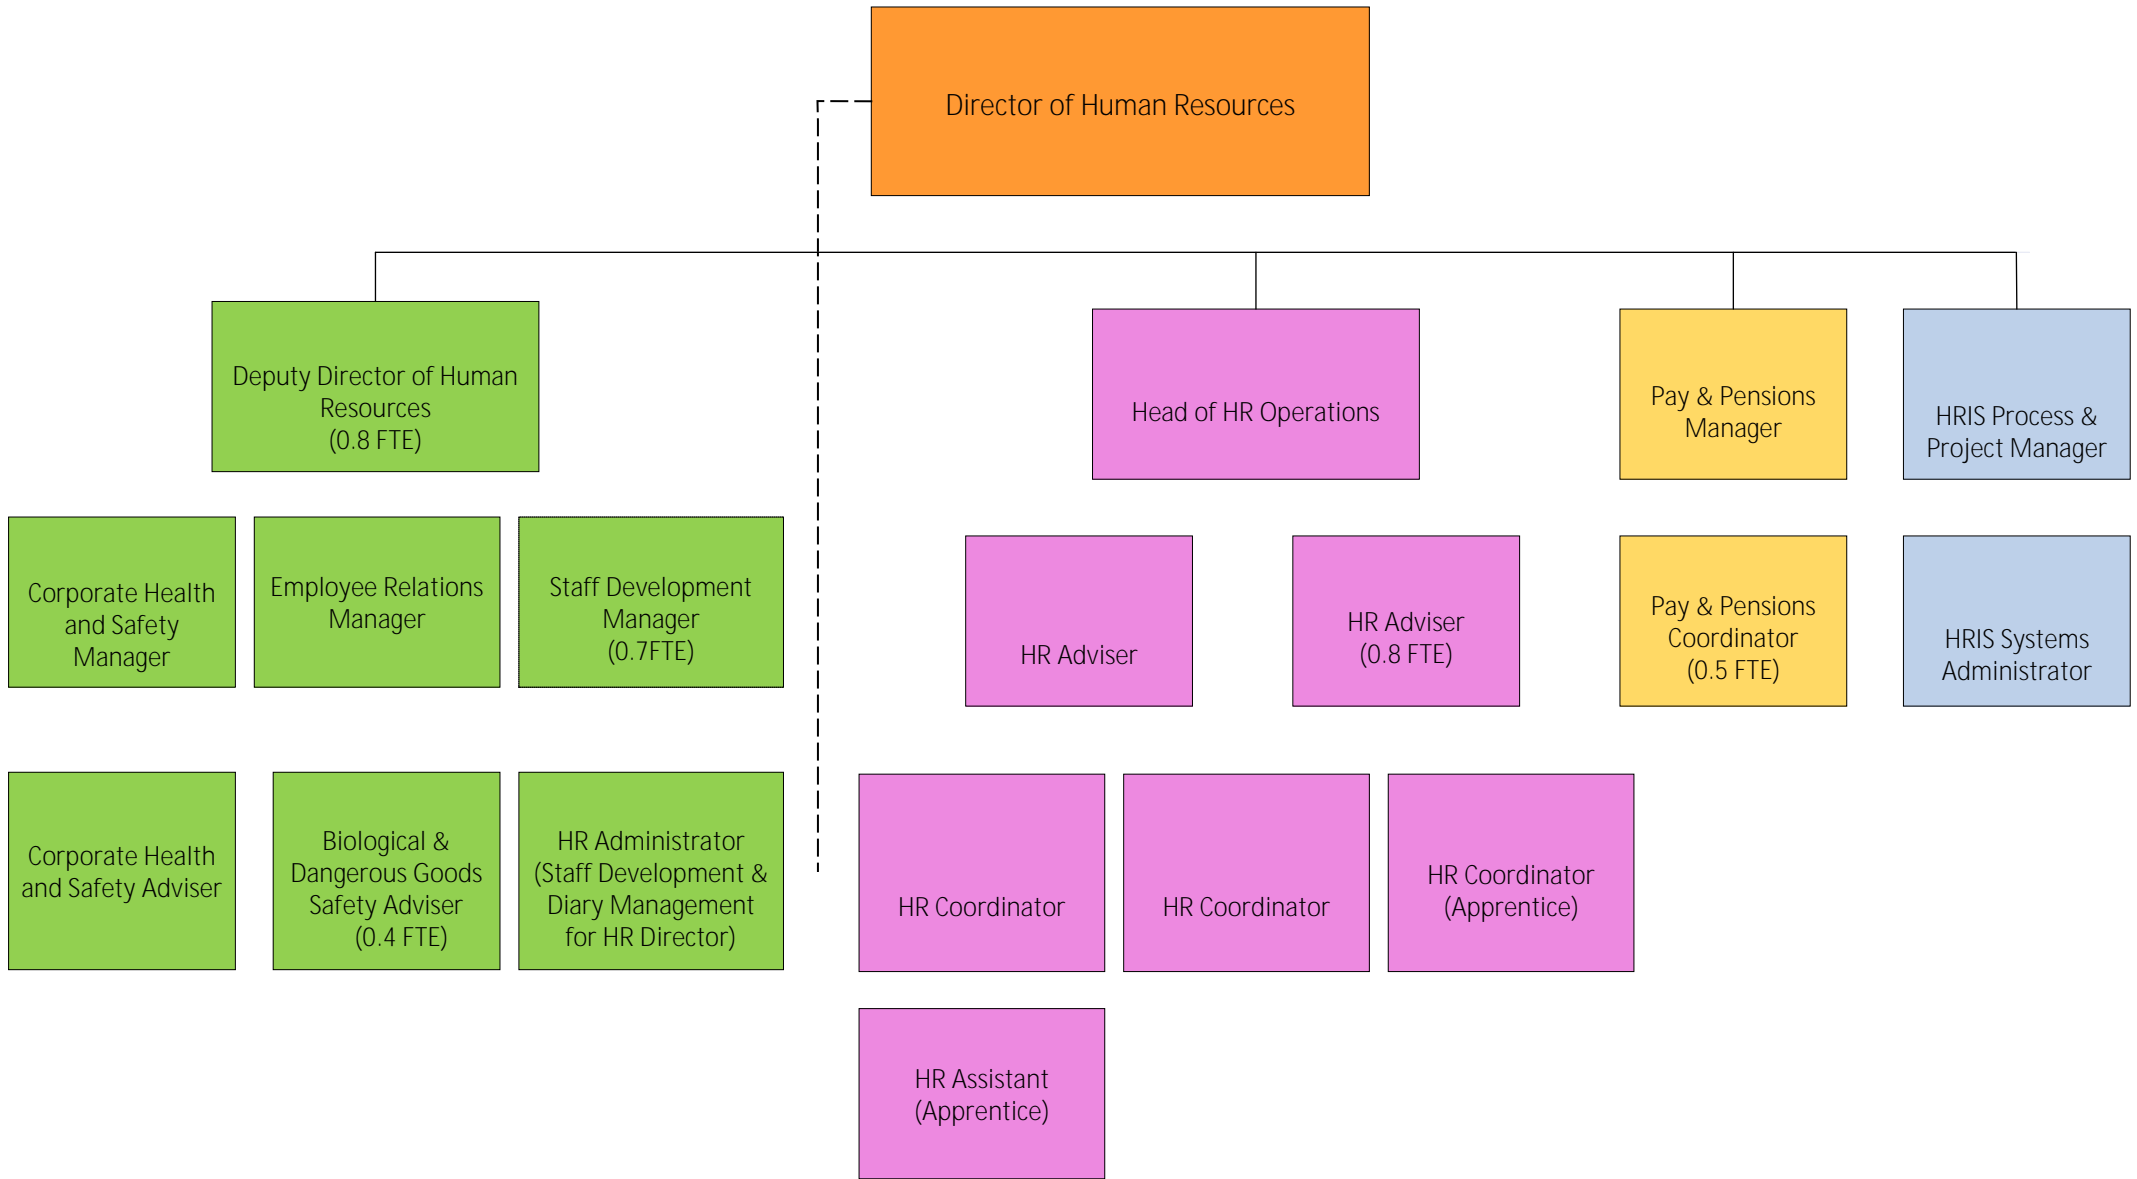 Director of Human Resources
Deputy Director of Human
Resources
(0.8 FTE)
Head of HR Operations
Pay & Pensions
Manager
HRIS Process &
Project Manager
Corporate Health
and Safety
Manager
Employee Relations
Manager
Staff Development
Manager
(0.7FTE)
HR Adviser
HR Adviser
(0.8 FTE)
Pay & Pensions
Coordinator
(0.5 FTE)
HRIS Systems
Administrator
Corporate Health
and Safety Adviser
Biological &
Dangerous Goods
Safety Adviser
(0.4 FTE)
HR Administrator
(Staff Development &
Diary Management
for HR Director)
HR Coordinator
HR Coordinator
HR Coordinator
(Apprentice)
HR Assistant
(Apprentice)